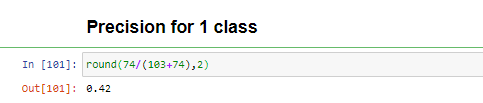 Precision for 1 class
In [101]: round(74/(103+74),2)
Out[101]: 0.42